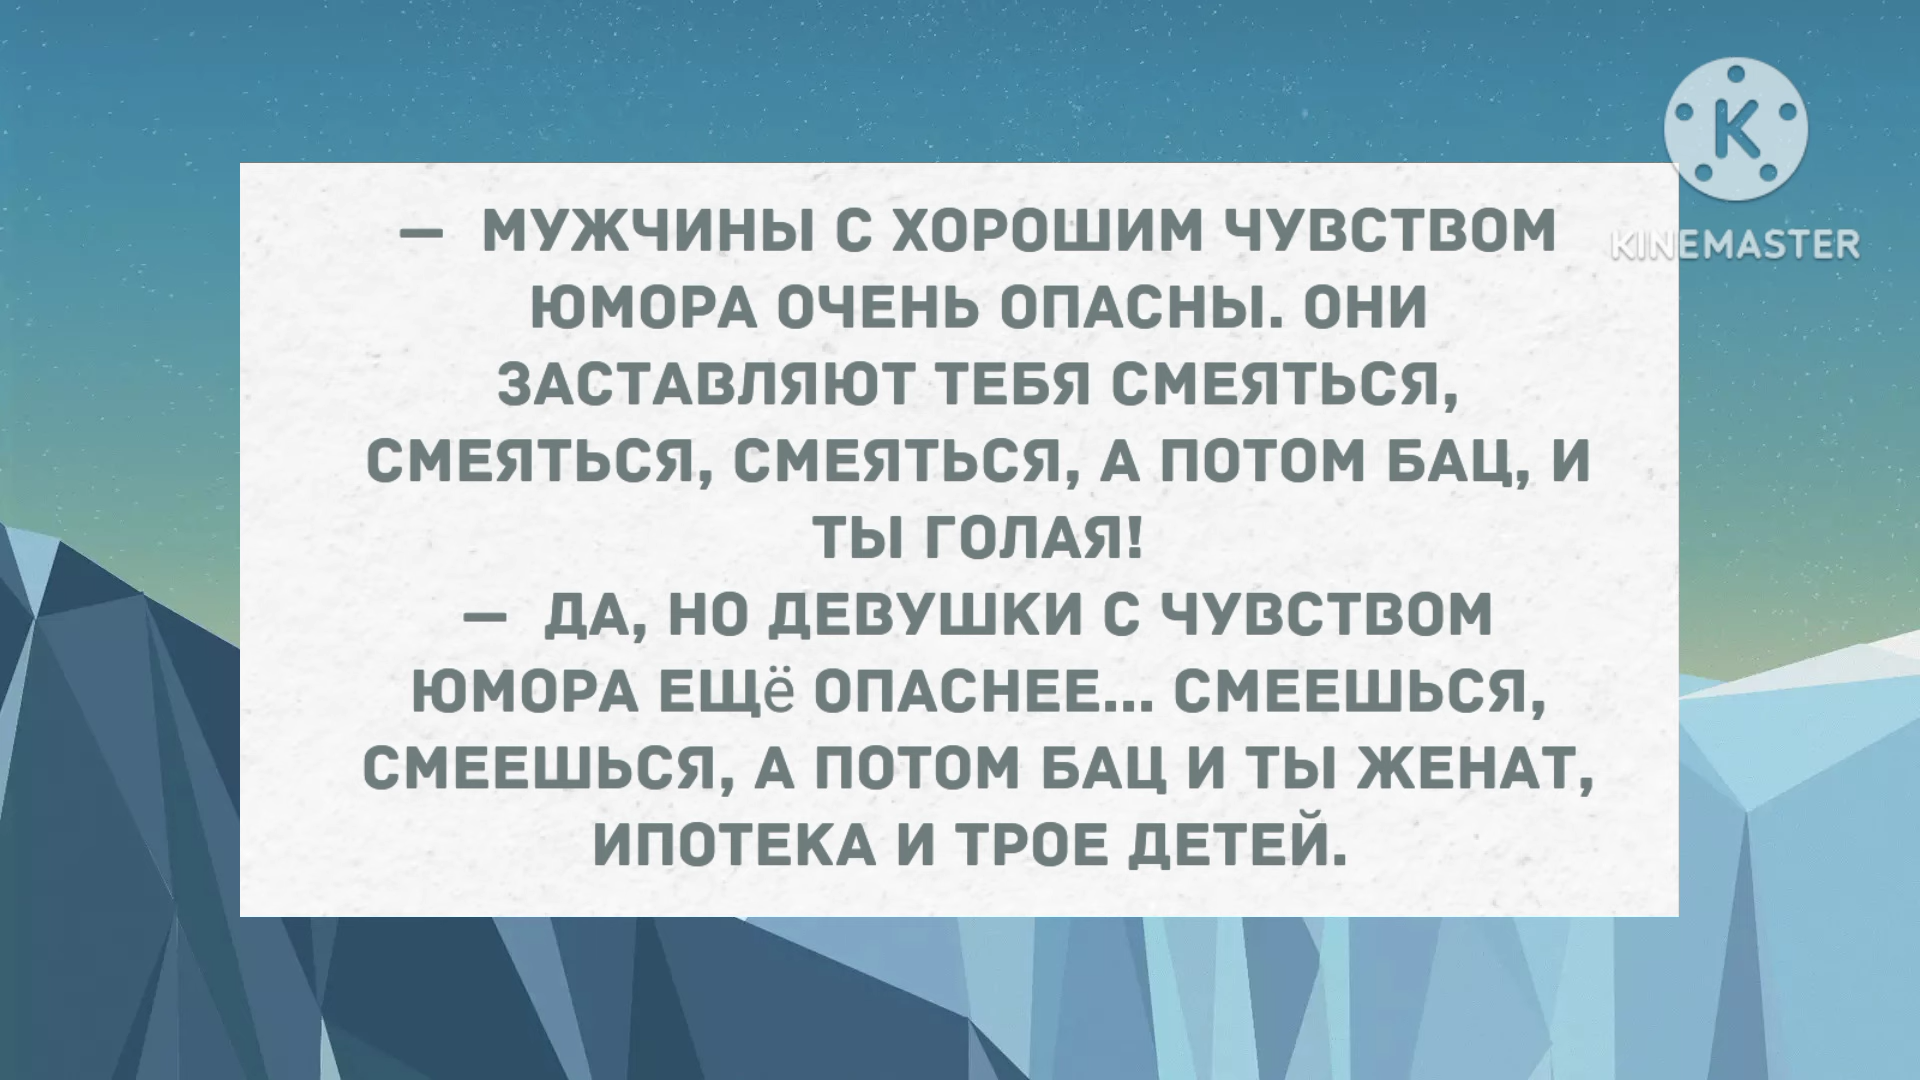 — МУЖЧИНЫ С ХОРОШИМ ЧУВСТВОМ
ЮМОРА ОЧЕНЬ ОПАСНЫ. ОНИ
ЗАСТАВЛЯЮТ ТЕБЯ СМЕЯТЬСЯ,
СМЕЯТЬСЯ, СМЕЯТЬСЯ, А ПОТОМ БАЦ, И
ТЫ ГОЛАЯ!
— ДА, НО ДЕВУШКИ С ЧУВСТВОМ
ЮМОРА ЕЩё ОПАСНЕЕ... СМЕЕШЬСЯ,
СМЕЕШЬСЯ, А ПОТОМ БАЦ И ТЫ ЖЕНАТ,
ИПОТЕКА И ТРОЕ ДЕТЕЙ.
K
KINEMASTER